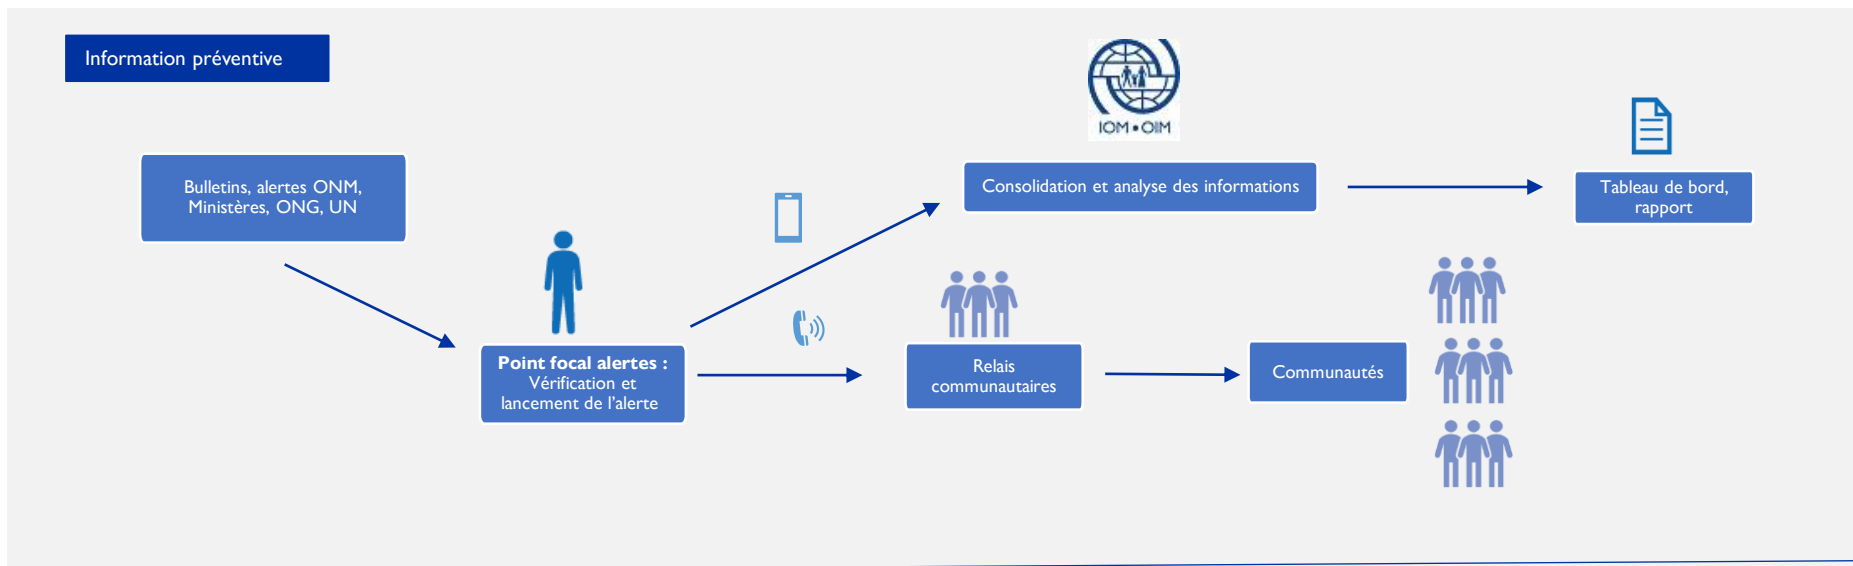 Information préventive
IOM • OIM
Bulletins, alertes ONM,
Ministères, ONG, UN
Consolidation et analyse des informations
Tableau de bord,
rapport
Point focal alertes :
Vérification et
lancement de l’alerte
Relais
communautaires
Communautés